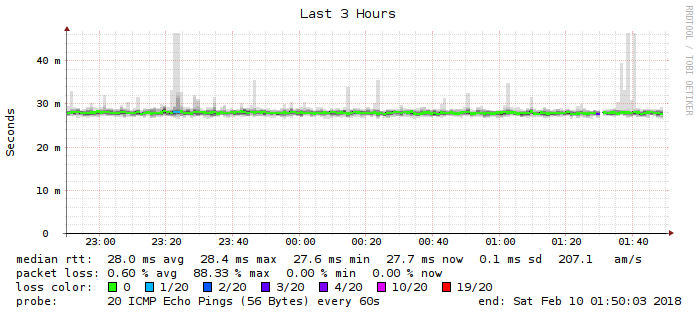 Last 3 Hours
RRDTOOL / TOBI OETIKER
Seconds
40 m
30 m
20 m
10 m
0
23:00 23:20 23:40 00:00 00:20 00:40 01:00 01:20 01:40
median rtt: 28.0 ms avg 28.4 ms max 27.6 ms min 27.7 ms now 0.1 ms sd 207.1 am/s
packet loss: 0.60 % avg 88.33 % max 0.00 % min 0.00 % now
loss color: 0 1/20 2/20 3/20 4/20 10/20 19/20
probe: 20 ICMP Echo Pings (56 Bytes) every 60s end: Sat Feb 10 01:50:03 2018